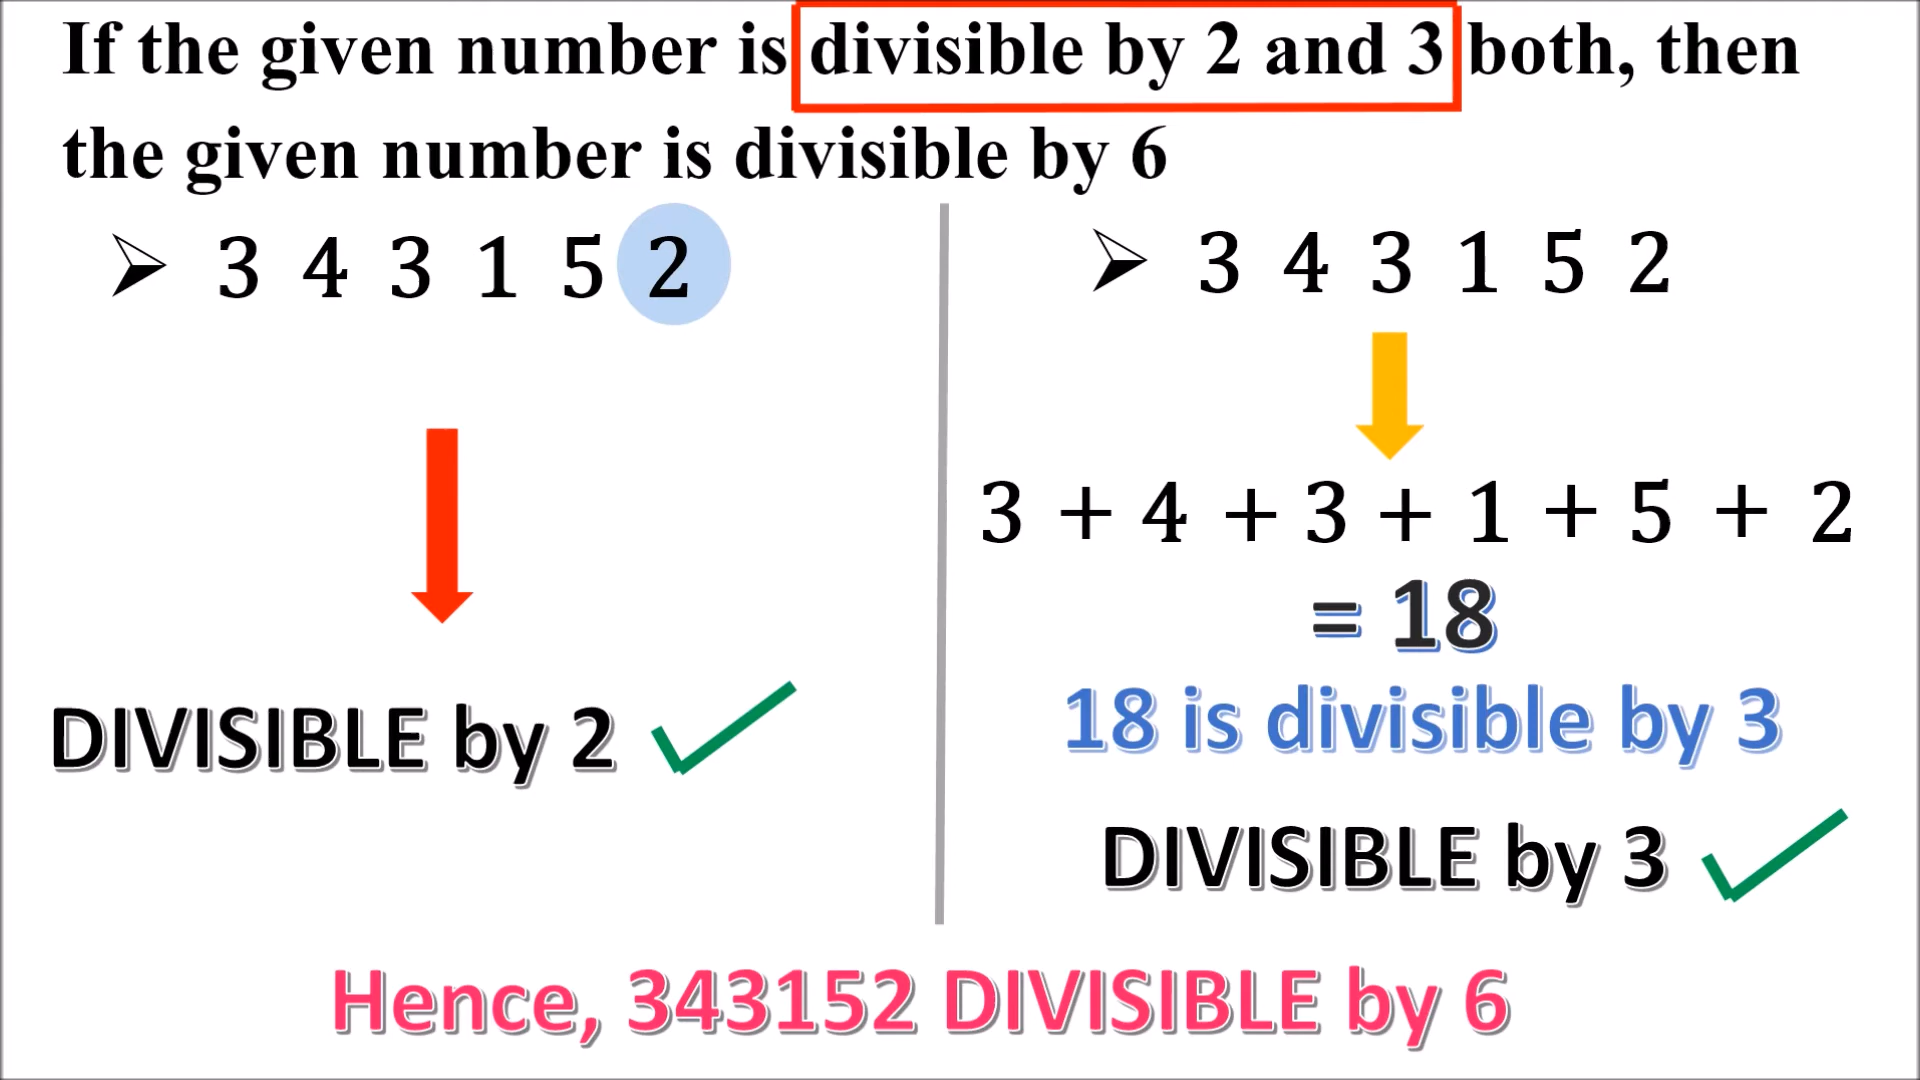 If the given number is divisible by 2 and 3 both, then
the given number is divisible by 6
➢ 3 4 3 1 5 2
DIVISIBLE by 2
➢ 3 4 3 1 5 2
3 + 4 + 3 + 1 + 5 + 2
= 18
18 is divisible by 3
DIVISIBLE by 3
Hence, 343152 DIVISIBLE by 6